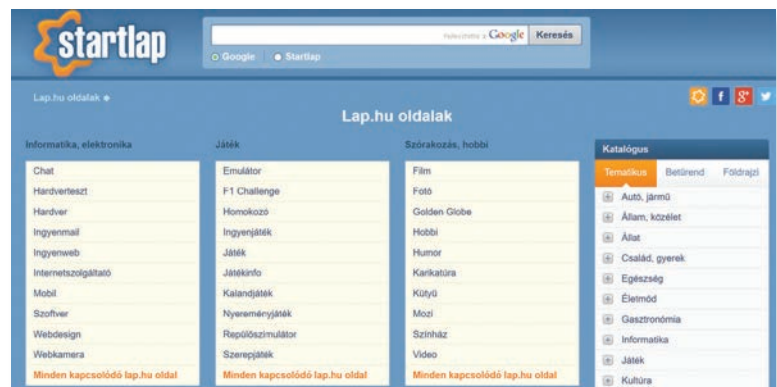 startlap
Google Keresés
Google Startlap
Lap.hu oldalak
Lap.hu oldalak
Informatika, elektronika
Chat
Hardverteszt
Hardver
Ingyenmail
Ingyenweb
Internetszolgáltató
Mobil
Szoftver
Webdesign
Webkamera
Minden kapcsolódó lap.hu oldal
Játék
Emulátor
F1 Challenge
Homokozó
Ingyenjáték
Játék
Játékinfo
Kalandjáték
Nyereményjáték
Repülőszimulátor
Szerepjáték
Minden kapcsolódó lap.hu oldal
Szórakozás, hobbi
Film
Fotó
Golden Globe
Hobbi
Humor
Karikatúra
Kütyü
Mozi
Színház
Video
Minden kapcsolódó lap.hu oldal
Katalógus
Tematikus Betűrend Földrajzi
Autó, jármű
Állam, közélet
Állat
Család, gyerek
Egészség
Életmód
Gasztronómia
Informatika
Játék
Kultúra